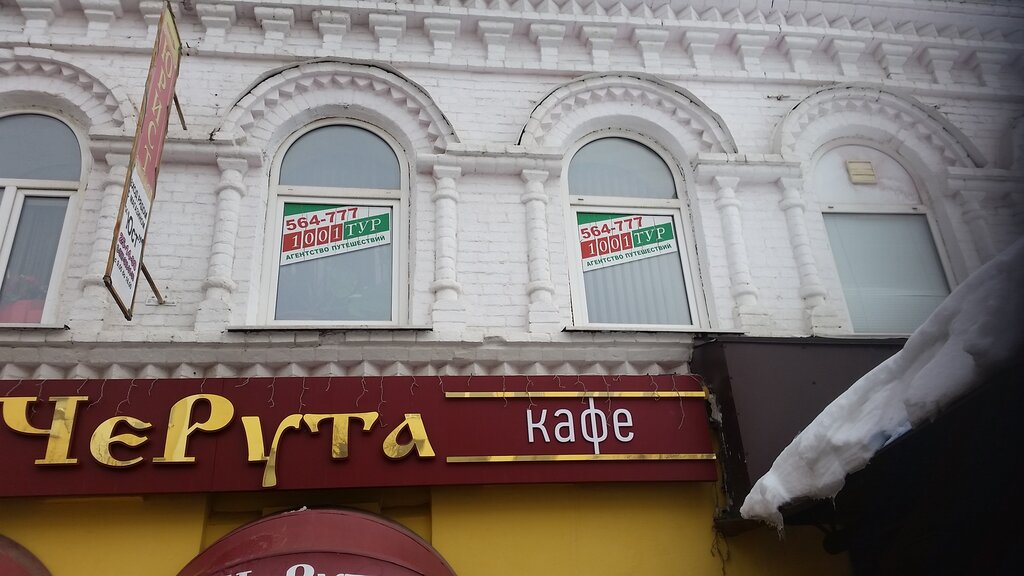 564-777
1001 ТУР
АГЕНТСТВО ПУТЕШЕСТВИЙ
564-777
1001 ТУР
АГЕНТСТВО ПУТЕШЕСТВИЙ
Черута
кафе